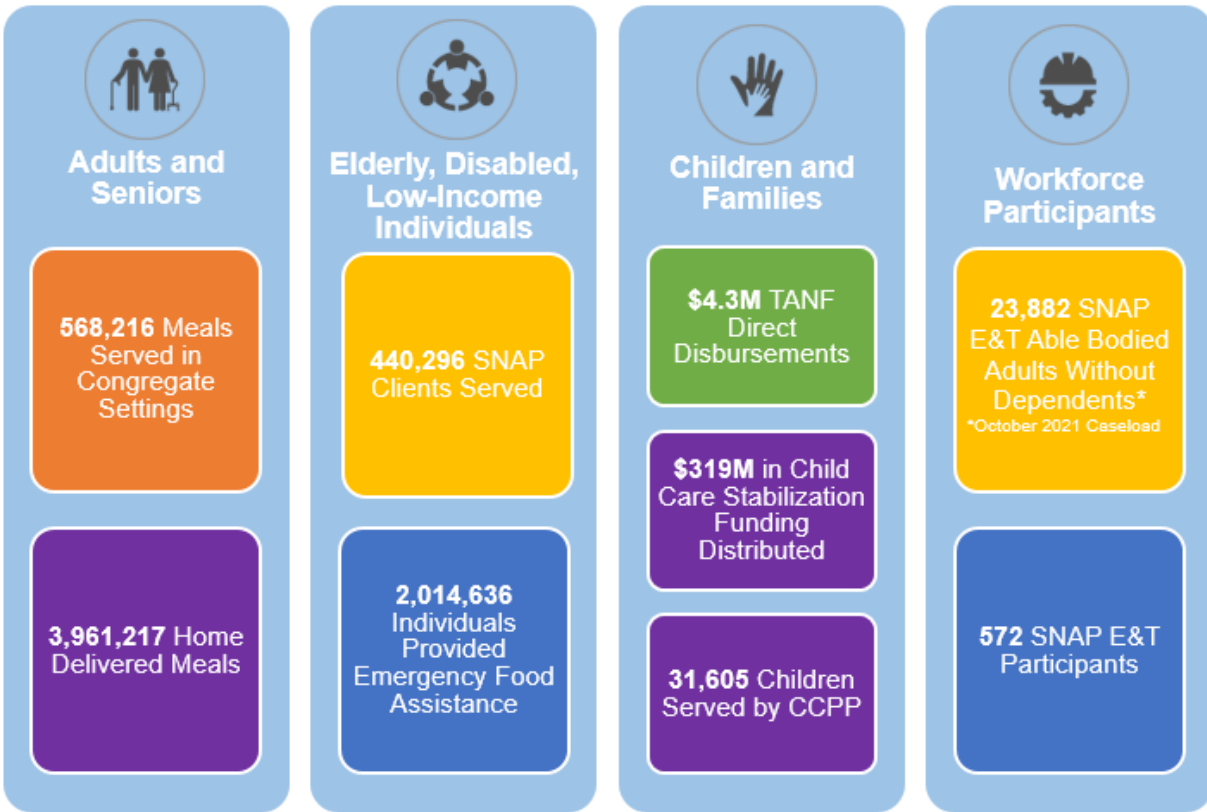 Adults and
Seniors
568,216 Meals
Served in
Congregate
Settings
3,961,217 Home
Delivered Meals
Elderly, Disabled,
Low-Income
Individuals
440,296 SNAP
Clients Served
2,014,636
Individuals
Provided
Emergency Food
Assistance
Children and
Families
$4.3M TANF
Direct
Disbursements
$319M in Child
Care Stabilization
Funding
Distributed
31,605 Children
Served by CCPP
Workforce
Participants
23,882 SNAP
E&T Able Bodied
Adults Without
Dependents*
*October 2021 Caseload
572 SNAP E&T
Participants